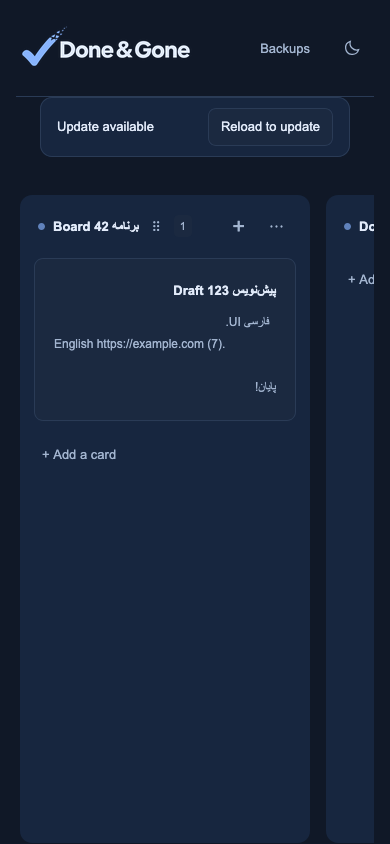 Done & Gone
Backups
Update available
Reload to update
Board 42 برنامه
1
+
...
Do
+ Ad
پیش‌نویس Draft 123
فارسی UI.
English https://example.com (7).
پایان!
+ Add a card